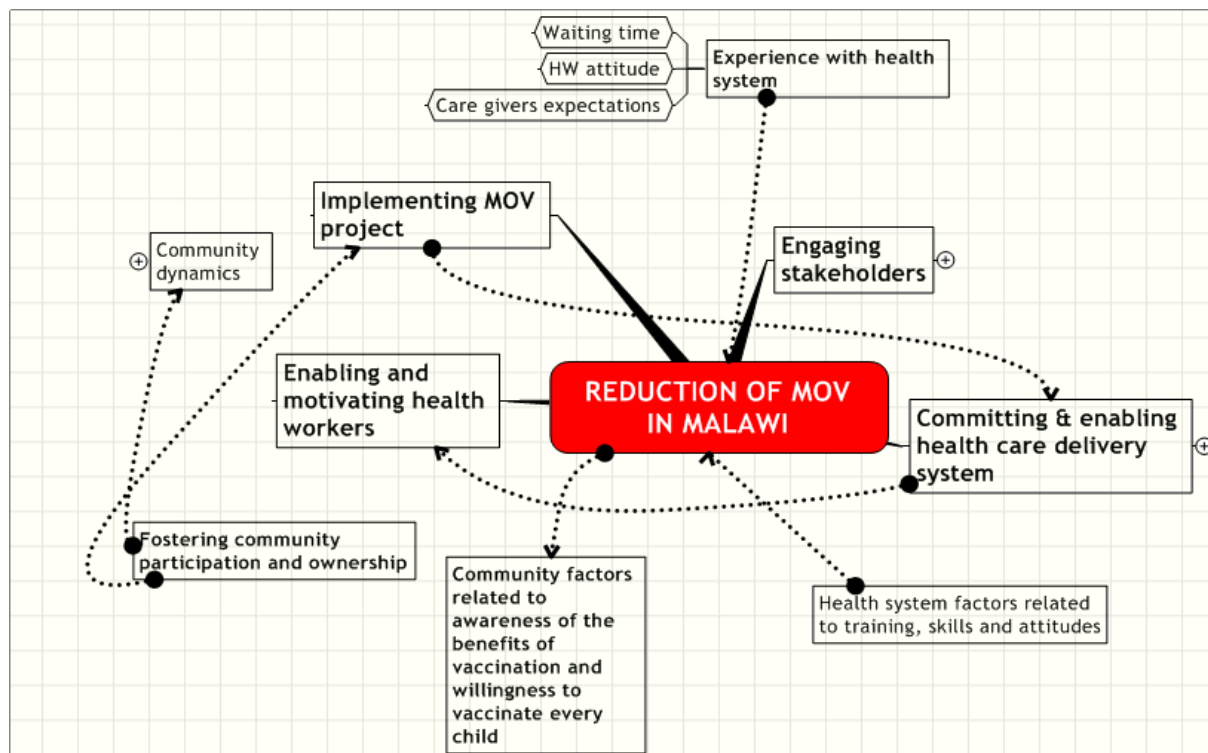 Waiting time
HW attitude
Care givers expectations
Experience with health
system
Implementing MOV
project
Community
dynamics
Engaging
stakeholders
Enabling and
motivating health
workers
REDUCTION OF MOV
IN MALAWI
Committing & enabling
health care delivery
system
Fostering community
participation and ownership
Community factors
related to
awareness of the
benefits of
vaccination and
willingness to
vaccinate every
child
Health system factors related
to training, skills and attitudes